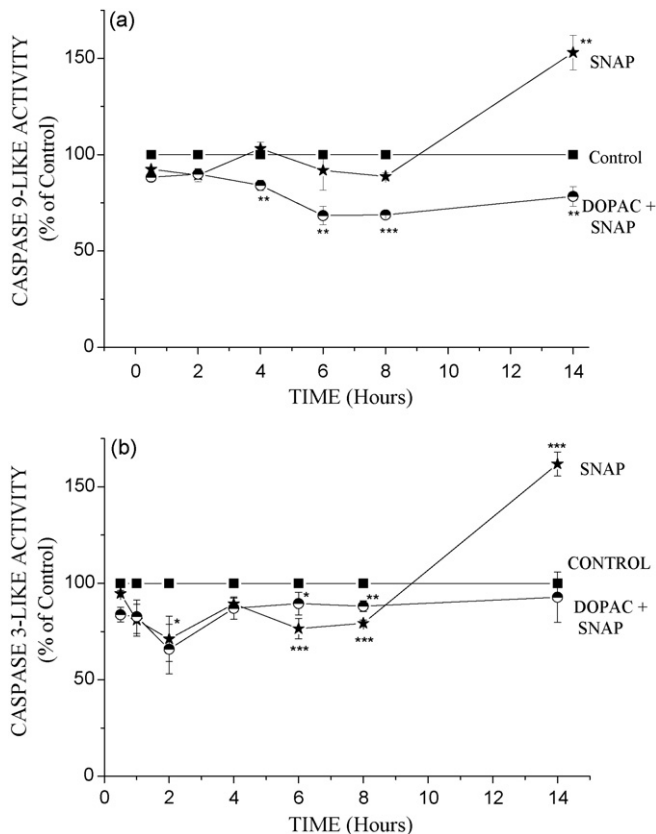 (a)
CASPASE 9-LIKE ACTIVITY
(% of Control)
150
100
50
0
**
SNAP
Control
DOPAC +
SNAP
**
**
***
**
0 2 4 6 8 10 12 14
TIME (Hours)
(b)
CASPASE 3-LIKE ACTIVITY
(% of Control)
150
100
50
0
***
SNAP
CONTROL
DOPAC +
SNAP
*
*
**
***
***
0 2 4 6 8 10 12 14
TIME (Hours)